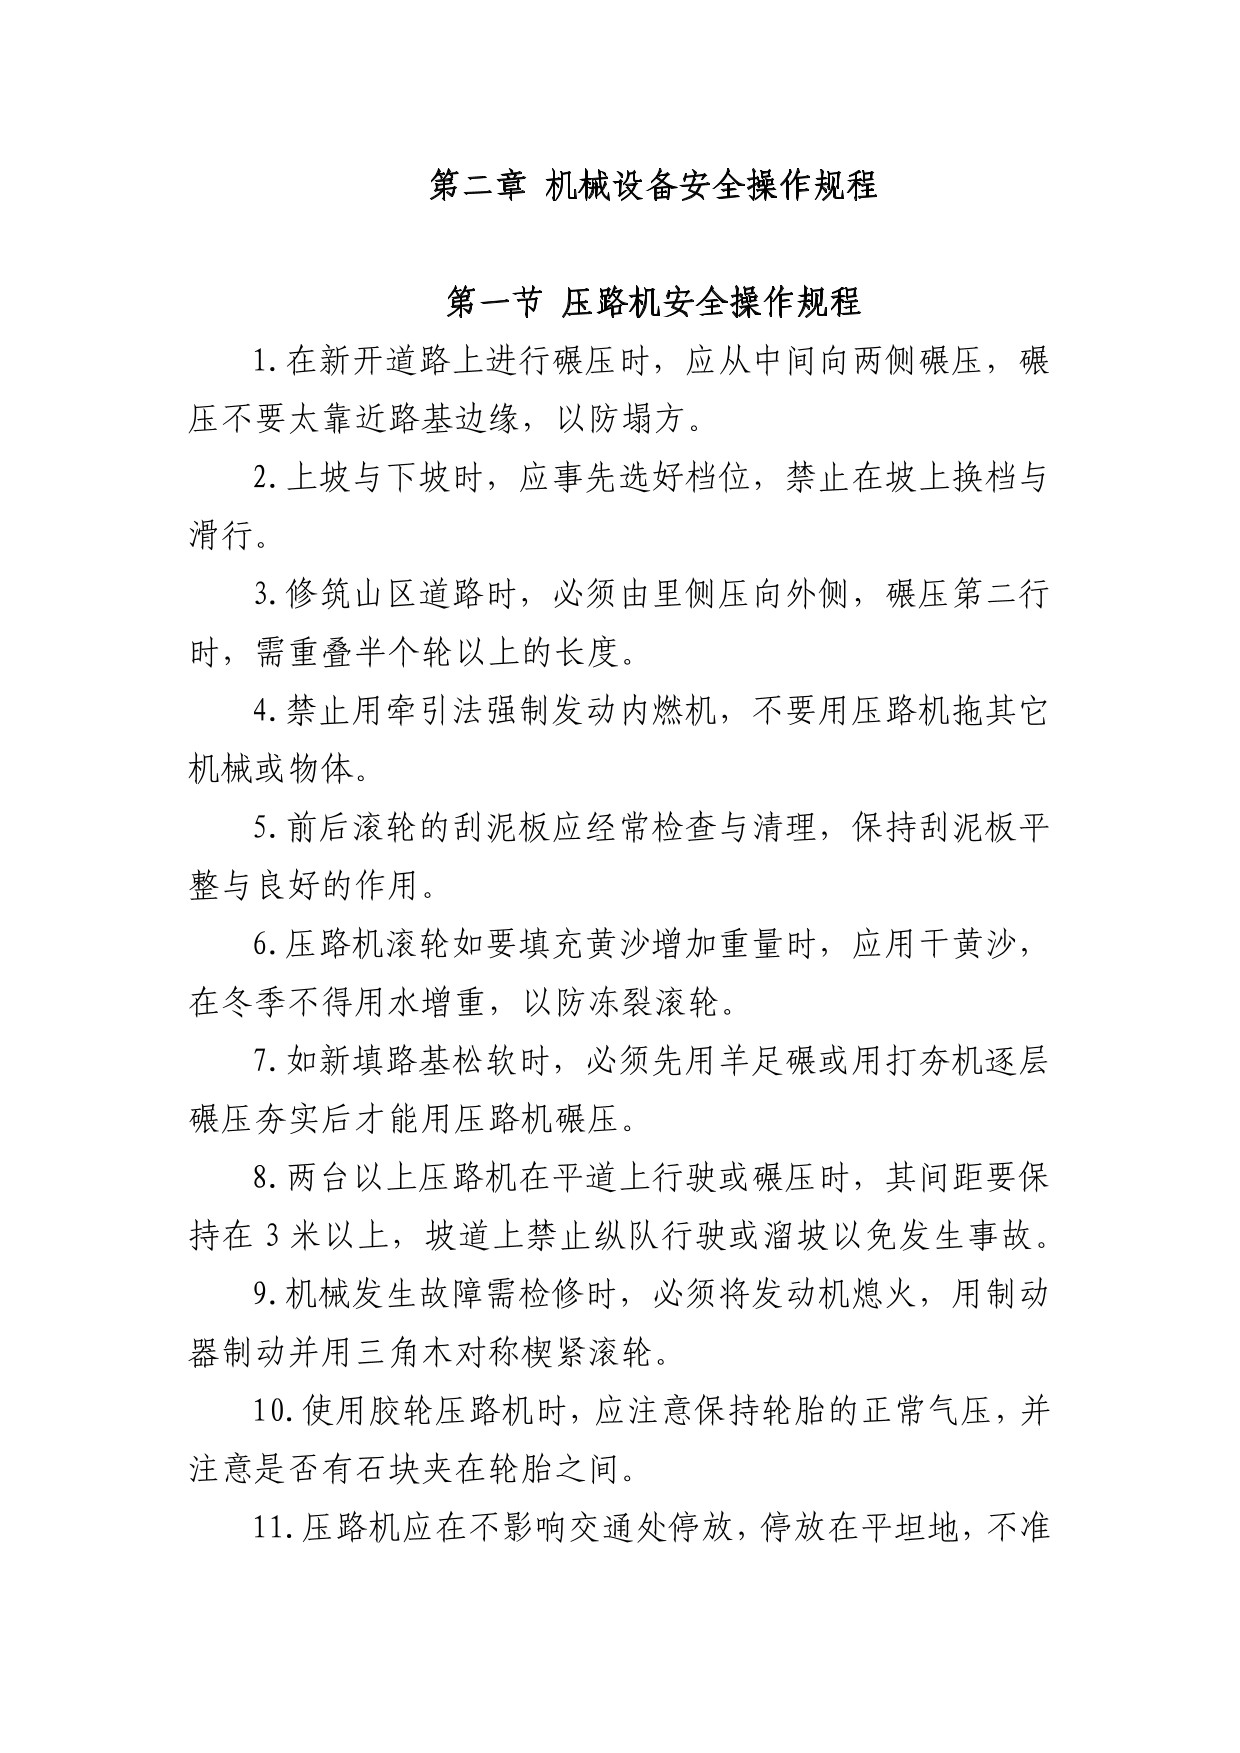 第二章 机械设备安全操作规程
第一节 压路机安全操作规程
1.在新开道路上进行碾压时，应从中间向两侧碾压，碾
压不要太靠近路基边缘，以防塌方。
2.上坡与下坡时，应事先选好档位，禁止在坡上换档与
滑行。
3.修筑山区道路时，必须由里侧压向外侧，碾压第二行
时，需重叠半个轮以上的长度。
4.禁止用牵引法强制发动内燃机，不要用压路机拖其它
机械或物体。
5.前后滚轮的刮泥板应经常检查与清理，保持刮泥板平
整与良好的作用。
6.压路机滚轮如要填充黄沙增加重量时，应用干黄沙，
在冬季不得用水增重，以防冻裂滚轮。
7.如新填路基松软时，必须先用羊足碾或用打夯机逐层
碾压夯实后才能用压路机碾压。
8.两台以上压路机在平道上行驶或碾压时，其间距要保
持在 3 米以上，坡道上禁止纵队行驶或溜坡以免发生事故。
9.机械发生故障需检修时，必须将发动机熄火，用制动
器制动并用三角木对称楔紧滚轮。
10.使用胶轮压路机时，应注意保持轮胎的正常气压，并
注意是否有石块夹在轮胎之间。
11.压路机应在不影响交通处停放，停放在平坦地，不准